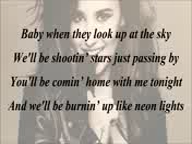 Baby when they look up at the sky
We'll be shootin' stars just passing by
You'll be comin' home with me tonight
And we'll be burnin' up like neon lights